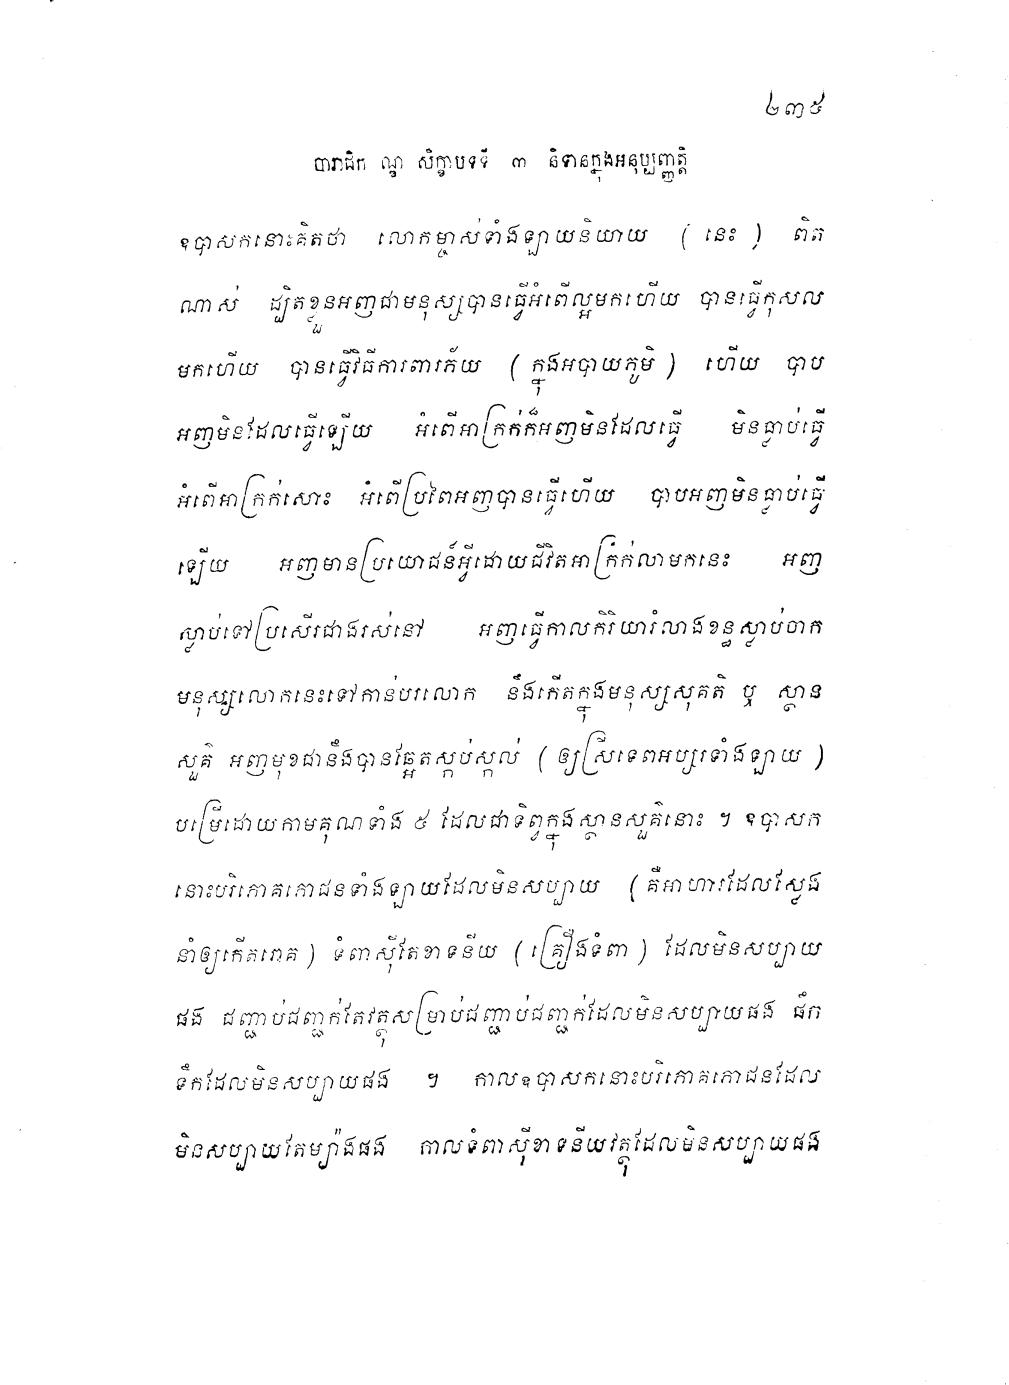 ២៣៥
បារាជិក ណ្ឌ សិក្ខាបទទី ៣ និទានក្នុងអនុប្បញ្ញត្តិ
ឧបាសកនោះគិតថា លោកម្ចាស់ទាំងឡាយនិយាយ ( នេះ ) ពិត
ណាស់ ដ្បិតខ្លួនអញជាមនុស្សបានធ្វើអំពើល្អមកហើយ បានធ្វើកុសល
មកហើយ បានធ្វើវិធីការពារភ័យ ( ក្នុងអបាយភូមិ ) ហើយ បាប
អញមិនដែលធ្វើឡើយ អំពើអាក្រក់ក៏អញមិនដែលធ្វើ មិនធ្លាប់ធ្វើ
អំពើអាក្រក់សោះ អំពើប្រពៃអញបានធ្វើហើយ បាបអញមិនធ្លាប់ធ្វើ
ឡើយ អញមានប្រយោជន៍អ្វីដោយជីវិតអាក្រក់លាមកនេះ អញ
ស្លាប់ទៅប្រសើរជាងរស់នៅ អញធ្វើកាលកិរិយារំលាងខន្ធស្លាប់ចាក
មនុស្សលោកនេះទៅកាន់បរលោក នឹងកើតក្នុងមនុស្សសុគតិ ឬ ស្ថាន
សួគ៌ អញមុខជានឹងបានឆ្អែតស្កប់ស្កល់ ( ឲ្យស្រីទេពអប្សរទាំងឡាយ )
បម្រើដោយកាមគុណទាំង ៥ ដែលជាទិព្វក្នុងស្ថានសួគ៌នោះ ។ ឧបាសក
នោះបរិភោគភោជនទាំងឡាយដែលមិនសប្បាយ ( គឺអាហារដែលស្លែង
នាំឲ្យកើតរោគ ) ទំពាស៊ីតែខាទនីយ ( គ្រឿងទំពា ) ដែលមិនសប្បាយ
ផង ជញ្ជាប់ជញ្ជក់តែវត្ថុសម្រាប់ជញ្ជាប់ជញ្ជក់ដែលមិនសប្បាយផង ផឹក
ទឹកដែលមិនសប្បាយផង ។ កាលឧបាសកនោះបរិភោគភោជនដែល
មិនសប្បាយតែម្យ៉ាងផង កាលទំពាស៊ីខាទនីយវត្ថុដែលមិនសប្បាយផង